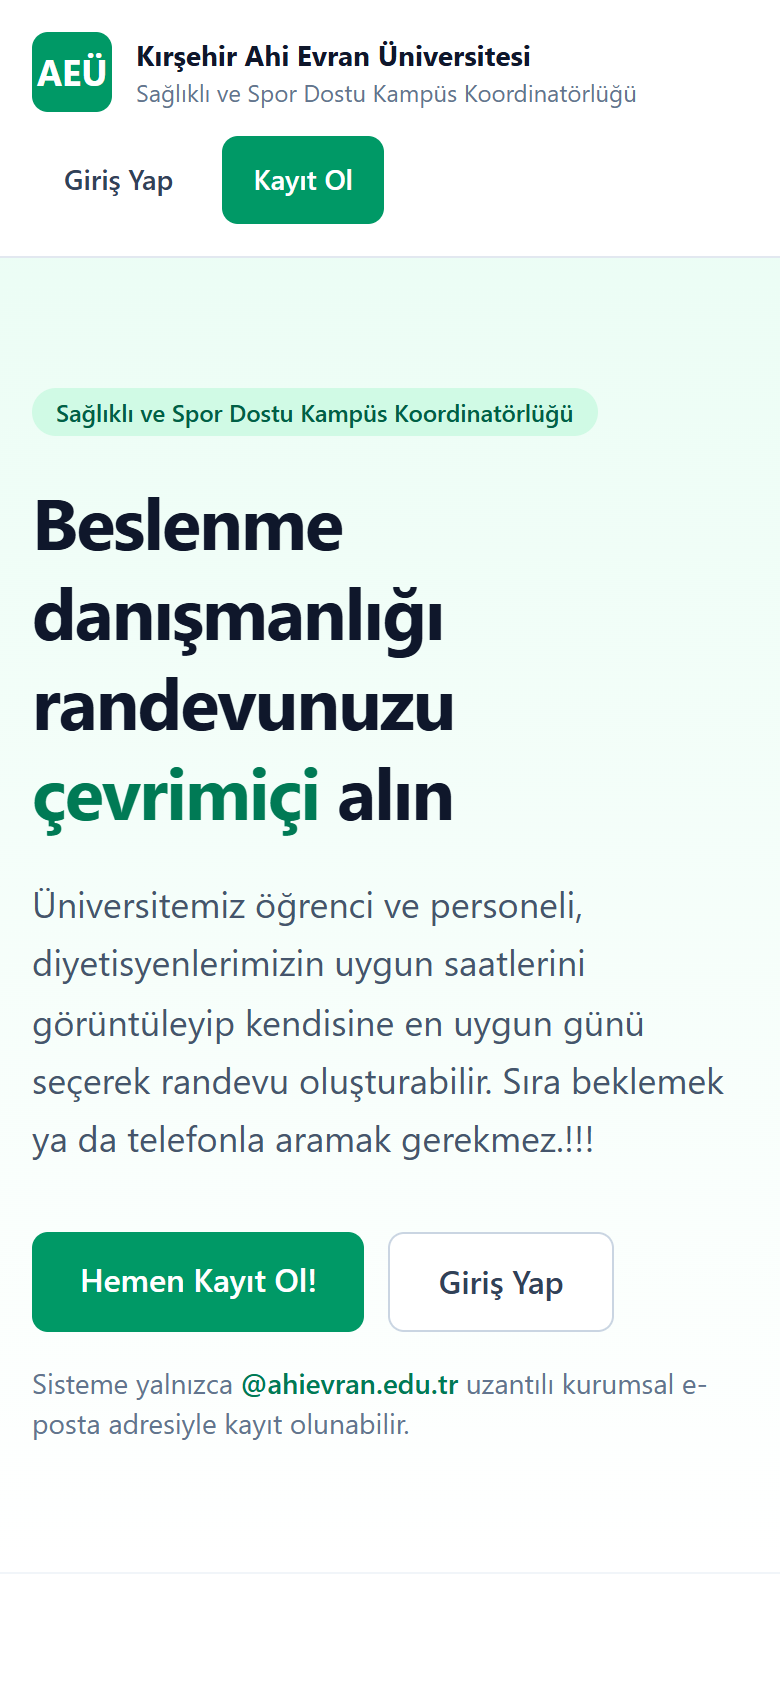 AEÜ
Kırşehir Ahi Evran Üniversitesi
Sağlıklı ve Spor Dostu Kampüs Koordinatörlüğü
Giriş Yap
Kayıt Ol
Sağlıklı ve Spor Dostu Kampüs Koordinatörlüğü
Beslenme
danışmanlığı
randevunuzu
çevrimiçi alın
Üniversitemiz öğrenci ve personeli,
diyetisyenlerimizin uygun saatlerini
görüntüleyip kendisine en uygun günü
seçerek randevu oluşturabilir. Sıra beklemek
ya da telefonla aramak gerekmez.!!!
Hemen Kayıt Ol!
Giriş Yap
Sisteme yalnızca @ahievran.edu.tr uzantılı kurumsal e-
posta adresiyle kayıt olunabilir.